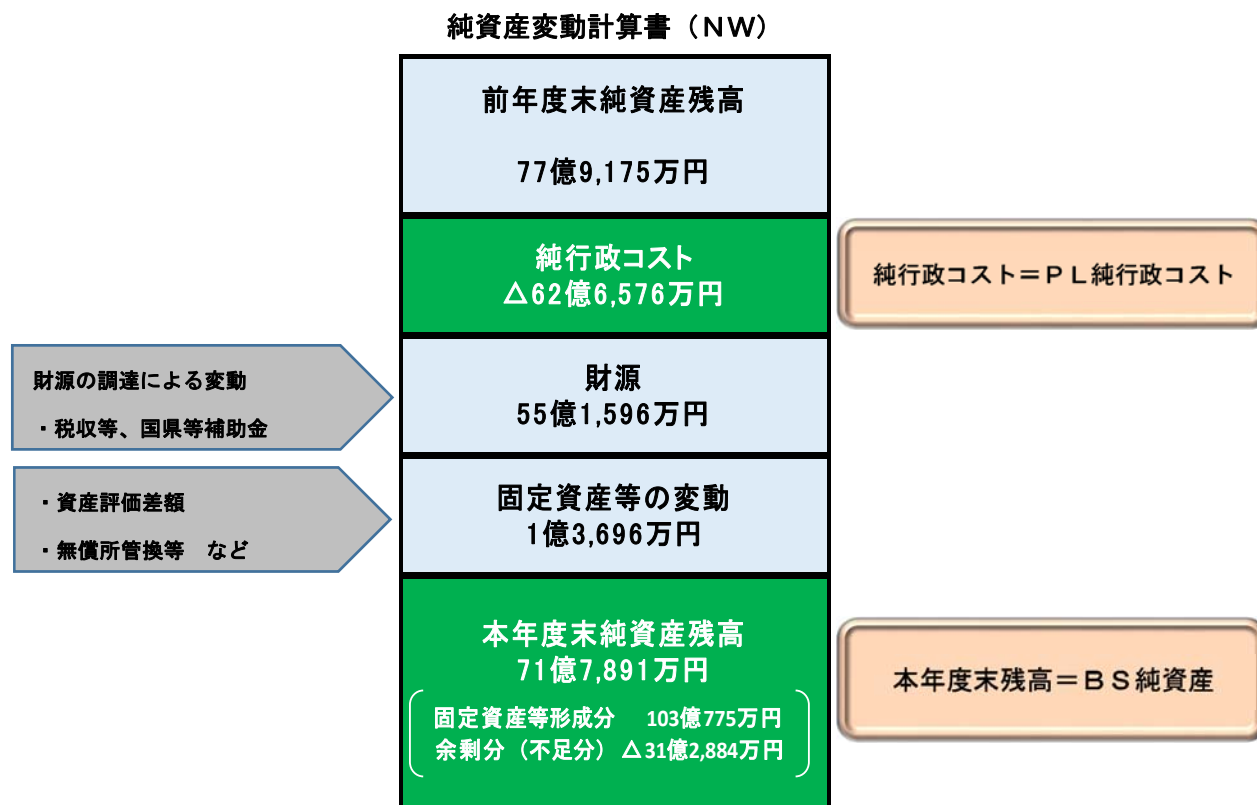 純資産変動計算書（ＮＷ）
前年度末純資産残高
77億9,175万円
純行政コスト
△62億6,576万円
純行政コスト＝ＰＬ純行政コスト
財源の調達による変動
・税収等、国県等補助金
財源
55億1,596万円
・資産評価差額
・無償所管換等　など
固定資産等の変動
1億3,696万円
本年度末純資産残高
71億7,891万円
固定資産等形成分　103億775万円
余剰分（不足分）△31億2,884万円
本年度末残高＝ＢＳ純資産